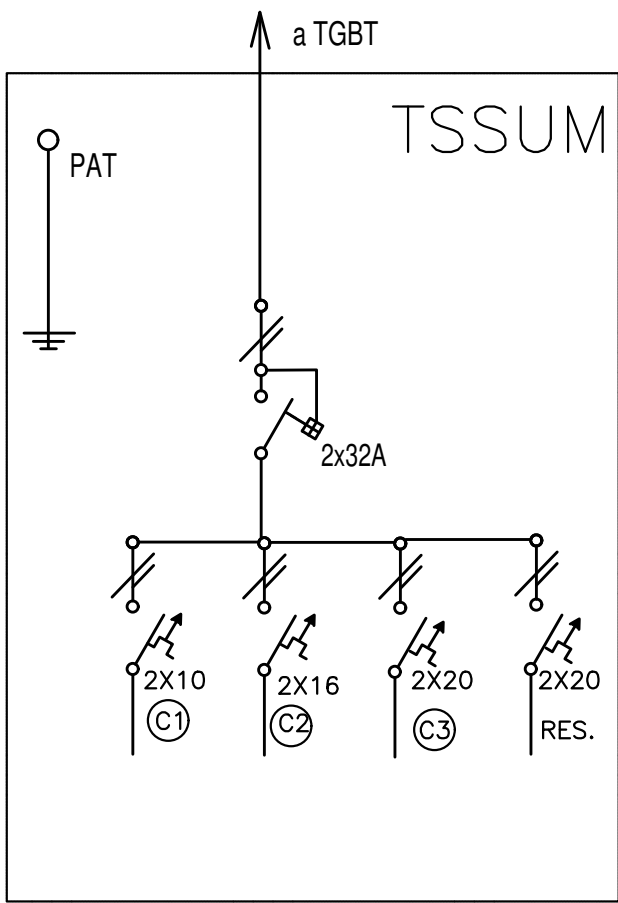 a TGBT
TSSUM
PAT
2x32A
2X10
2X16
2X20
2X20
C1
C2
C3
RES.